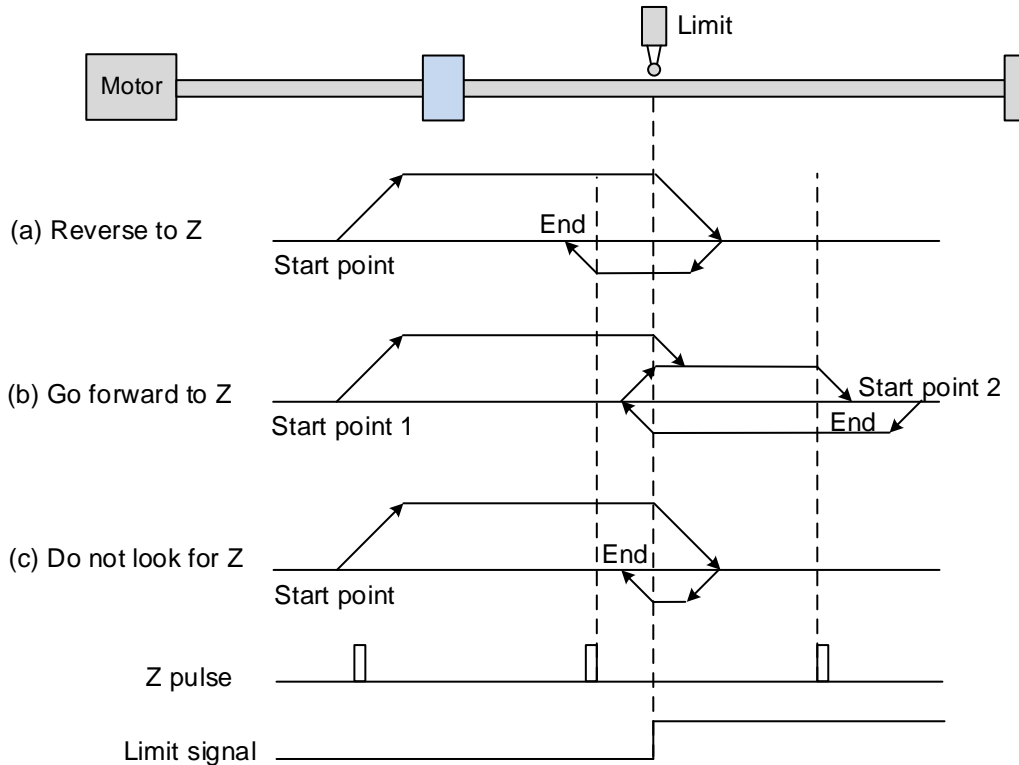 Limit
Motor
(a) Reverse to Z
End
Start point
(b) Go forward to Z
Start point 2
Start point 1
End
(c) Do not look for Z
End
Start point
Z pulse
Limit signal